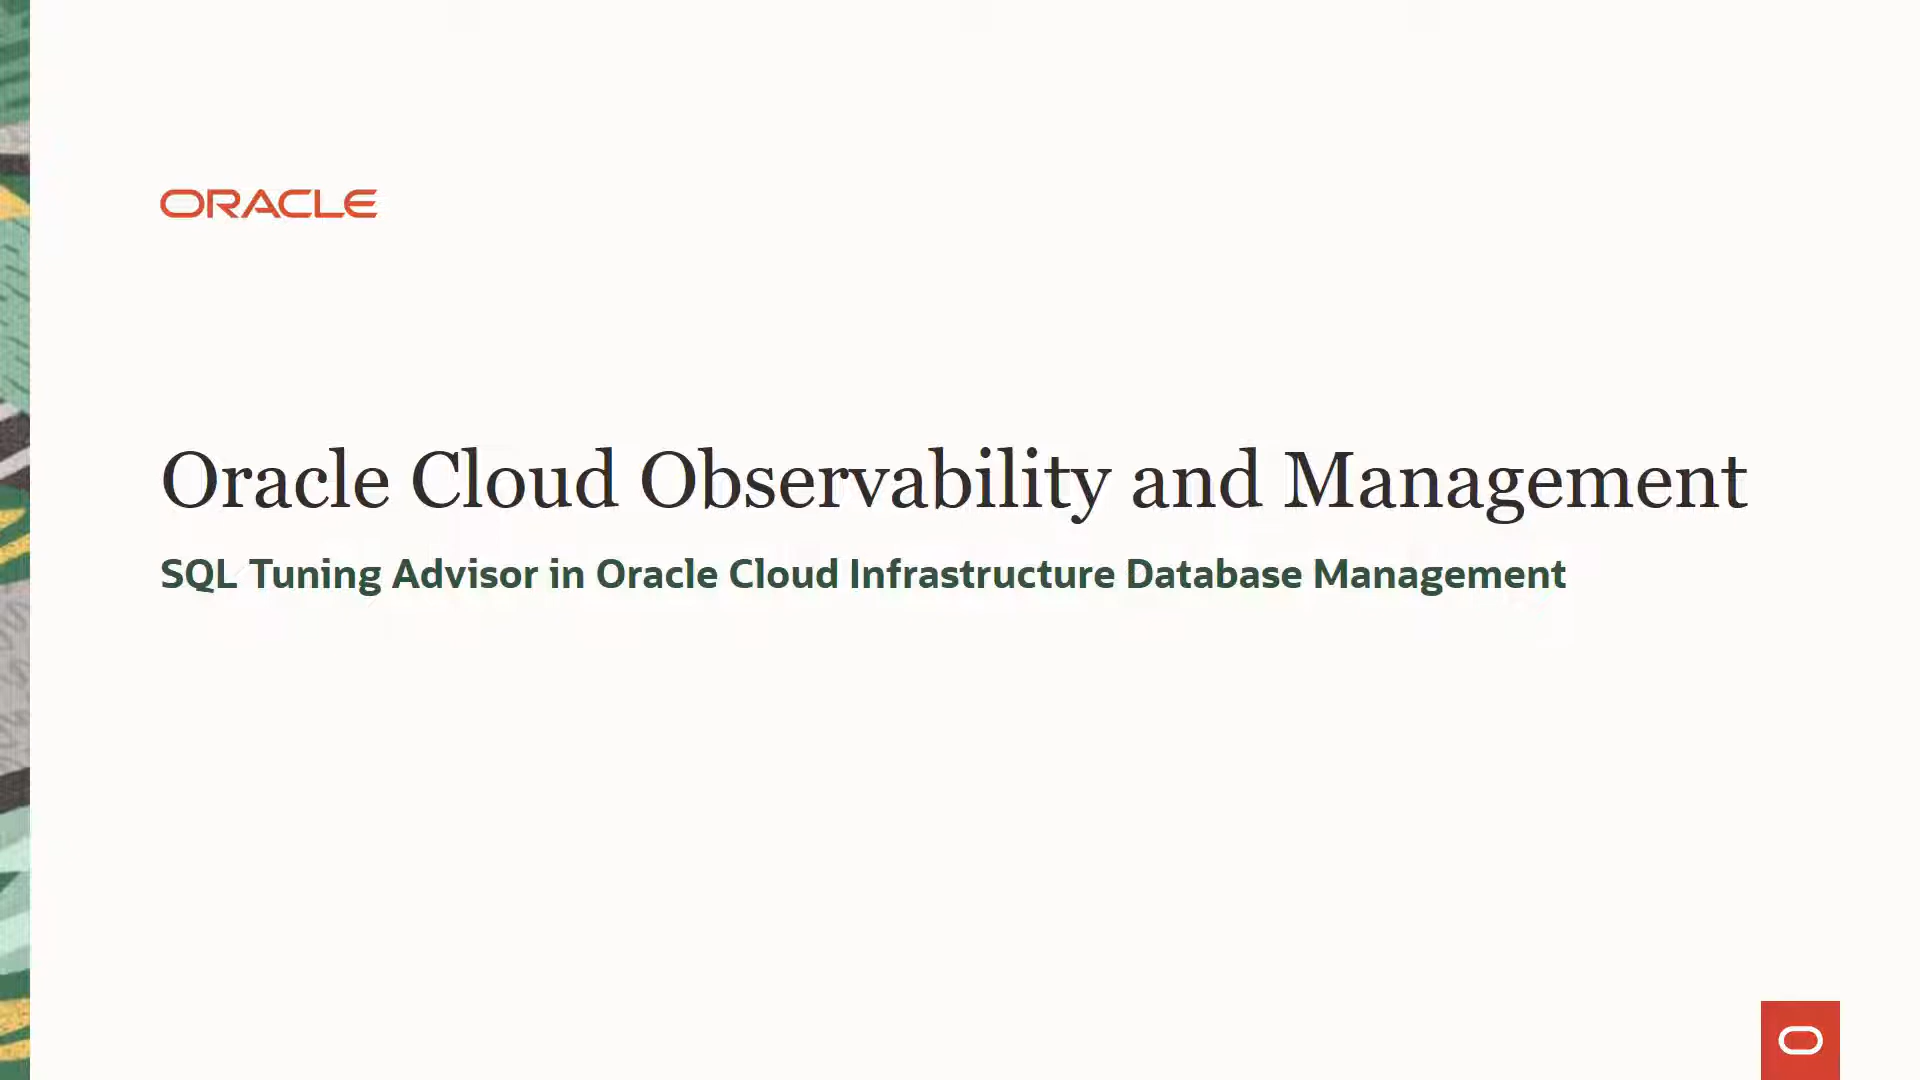 ORACLE
Oracle Cloud Observability and Management
SQL Tuning Advisor in Oracle Cloud Infrastructure Database Management